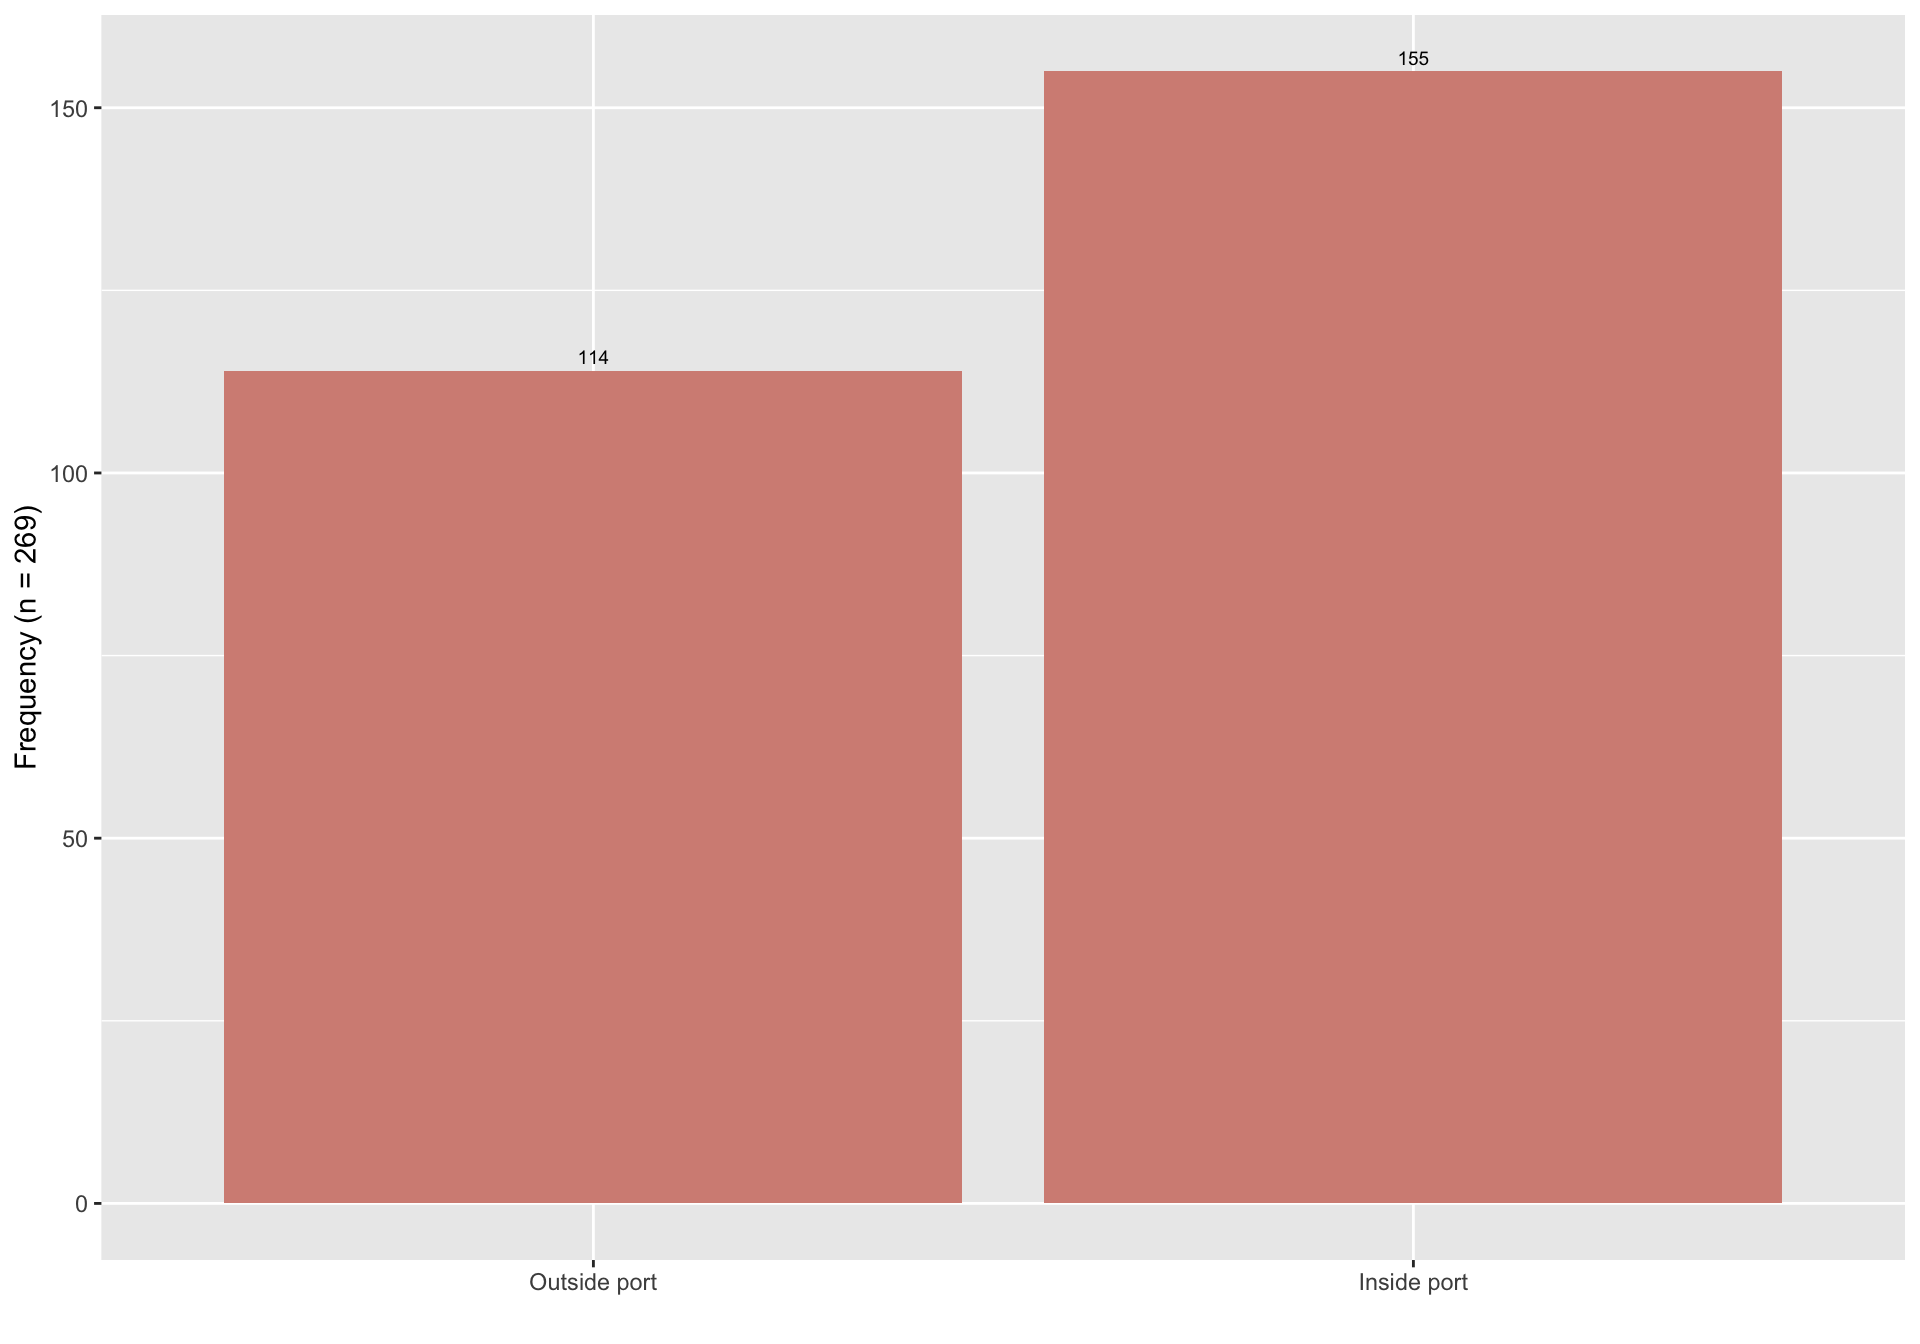 Frequency (n = 269)
150
100
50
0
114
155
Outside port
Inside port